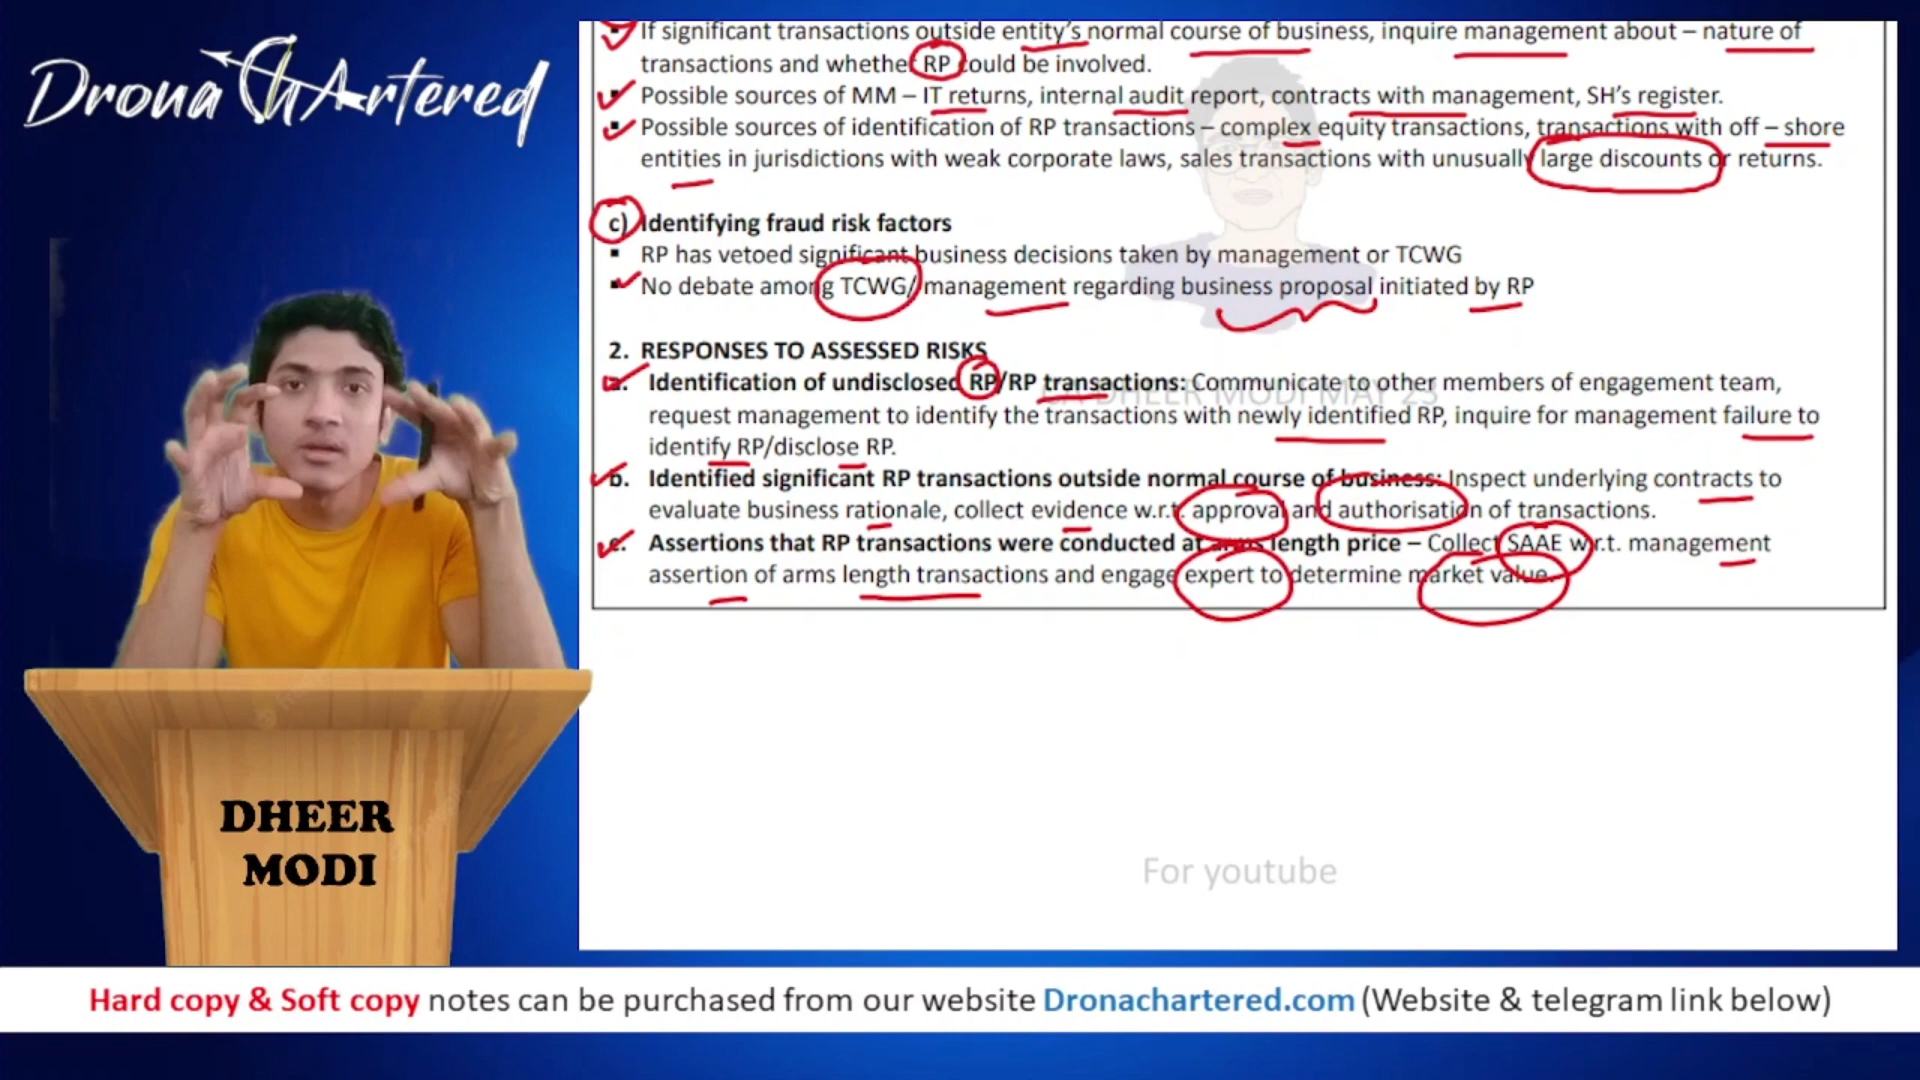 Drona ChArtered
If significant transactions outside entity's normal course of business, inquire management about – nature of
transactions and whether RP could be involved.
Possible sources of MM – IT returns, internal audit report, contracts with management, SH's register.
Possible sources of identification of RP transactions – complex equity transactions, transactions with off – shore
entities in jurisdictions with weak corporate laws, sales transactions with unusually large discounts or returns.
c) Identifying fraud risk factors
RP has vetoed significant business decisions taken by management or TCWG
No debate among TCWG/ management regarding business proposal initiated by RP
2. RESPONSES TO ASSESSED RISKS
a. Identification of undisclosed RP/RP transactions: Communicate to other members of engagement team,
request management to identify the transactions with newly identified RP, inquire for management failure to
identify RP/disclose RP.
b. Identified significant RP transactions outside normal course of business: Inspect underlying contracts to
evaluate business rationale, collect evidence w.r.t. approval and authorisation of transactions.
c. Assertions that RP transactions were conducted at arms length price – Collect SAAE w.r.t. management
assertion of arms length transactions and engage expert to determine market value.
DHEER MODI MAY 23
For youtube
DHEER
MODI
Hard copy & Soft copy notes can be purchased from our website Dronachartered.com (Website & telegram link below)